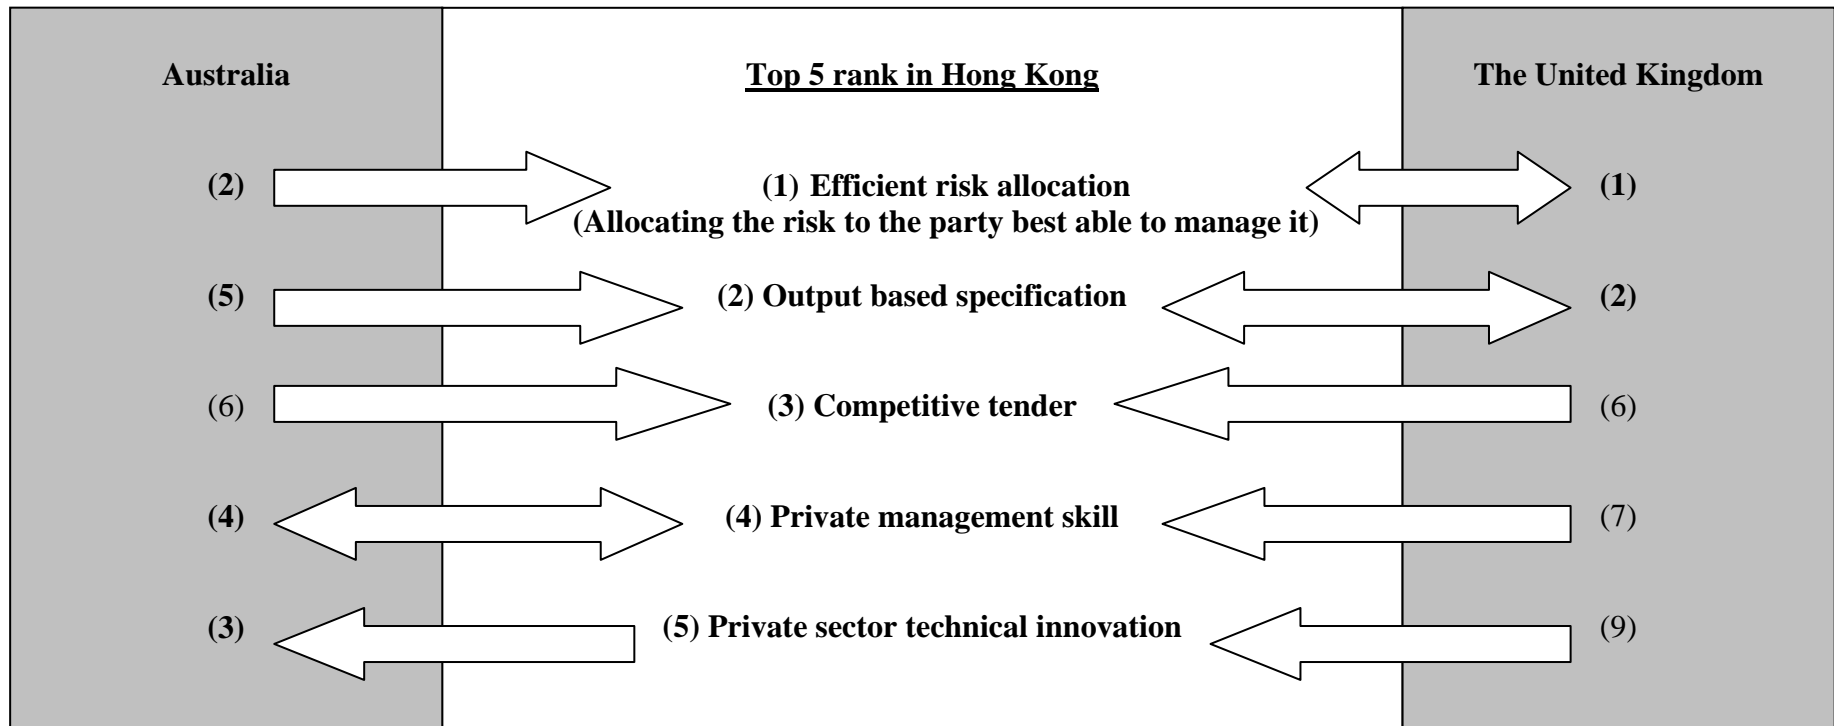 Australia
Top 5 rank in Hong Kong
The United Kingdom
(2)
(1) Efficient risk allocation
(Allocating the risk to the party best able to manage it)
(1)
(5)
(2) Output based specification
(2)
(6)
(3) Competitive tender
(6)
(4)
(4) Private management skill
(7)
(3)
(5) Private sector technical innovation
(9)